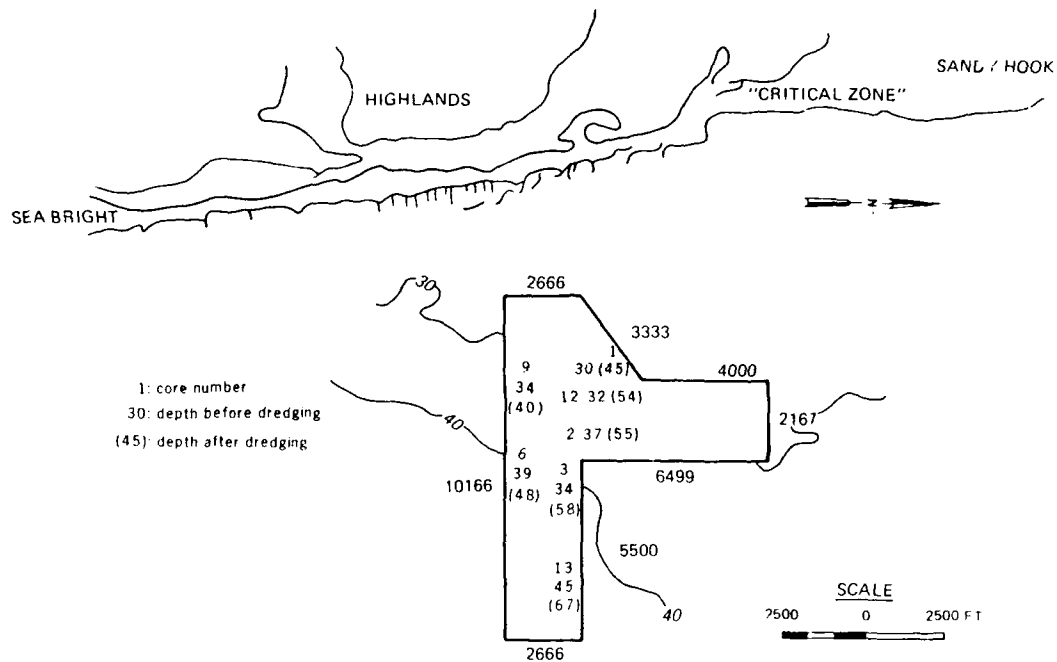 SANDY HOOK
HIGHLANDS
"CRITICAL ZONE"
SEA BRIGHT
N
2666
30
3333
1
30 (45)
4000
9
34
(40)
12 32 (54)
1: core number
30: depth before dredging
(45): depth after dredging
2167
2 37 (55)
40
6
39
(48)
3
34
(58)
6499
10166
5500
13
45
(67)
40
SCALE
2500 0 2500 FT
2666